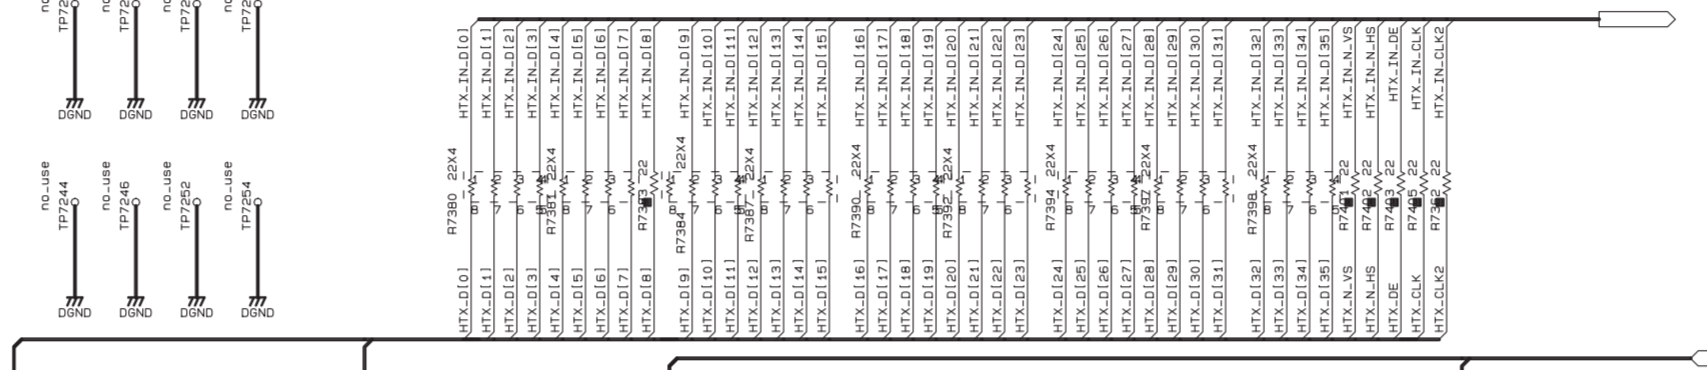 no_use
TP7244
no_use
TP7246
no_use
TP7252
no_use
TP7254
DGND DGND DGND DGND
DGND DGND DGND DGND
HTX_IN_D[0]
HTX_IN_D[1]
HTX_IN_D[2]
HTX_IN_D[3]
HTX_IN_D[4]
HTX_IN_D[5]
HTX_IN_D[6]
HTX_IN_D[7]
HTX_IN_D[8]
HTX_IN_D[9]
HTX_IN_D[10]
HTX_IN_D[11]
HTX_IN_D[12]
HTX_IN_D[13]
HTX_IN_D[14]
HTX_IN_D[15]
HTX_IN_D[16]
HTX_IN_D[17]
HTX_IN_D[18]
HTX_IN_D[19]
HTX_IN_D[20]
HTX_IN_D[21]
HTX_IN_D[22]
HTX_IN_D[23]
HTX_IN_D[24]
HTX_IN_D[25]
HTX_IN_D[26]
HTX_IN_D[27]
HTX_IN_D[28]
HTX_IN_D[29]
HTX_IN_D[30]
HTX_IN_D[31]
HTX_IN_D[32]
HTX_IN_D[33]
HTX_IN_D[34]
HTX_IN_D[35]
HTX_IN_N_VS
HTX_IN_N_HS
HTX_IN_DE
HTX_IN_CLK
HTX_IN_CLK2
R7380 22X4
22X4
22
R7384 22X4
R7387 22X4
R7390 22X4
R7392 22X4
R7394 22X4
R7397 22X4
R7398 22X4
22
22
22
22
22
HTX_D[0]
HTX_D[1]
HTX_D[2]
HTX_D[3]
HTX_D[4]
HTX_D[5]
HTX_D[6]
HTX_D[7]
HTX_D[8]
HTX_D[9]
HTX_D[10]
HTX_D[11]
HTX_D[12]
HTX_D[13]
HTX_D[14]
HTX_D[15]
HTX_D[16]
HTX_D[17]
HTX_D[18]
HTX_D[19]
HTX_D[20]
HTX_D[21]
HTX_D[22]
HTX_D[23]
HTX_D[24]
HTX_D[25]
HTX_D[26]
HTX_D[27]
HTX_D[28]
HTX_D[29]
HTX_D[30]
HTX_D[31]
HTX_D[32]
HTX_D[33]
HTX_D[34]
HTX_D[35]
HTX_N_VS
HTX_N_HS
HTX_DE
HTX_CLK
HTX_CLK2